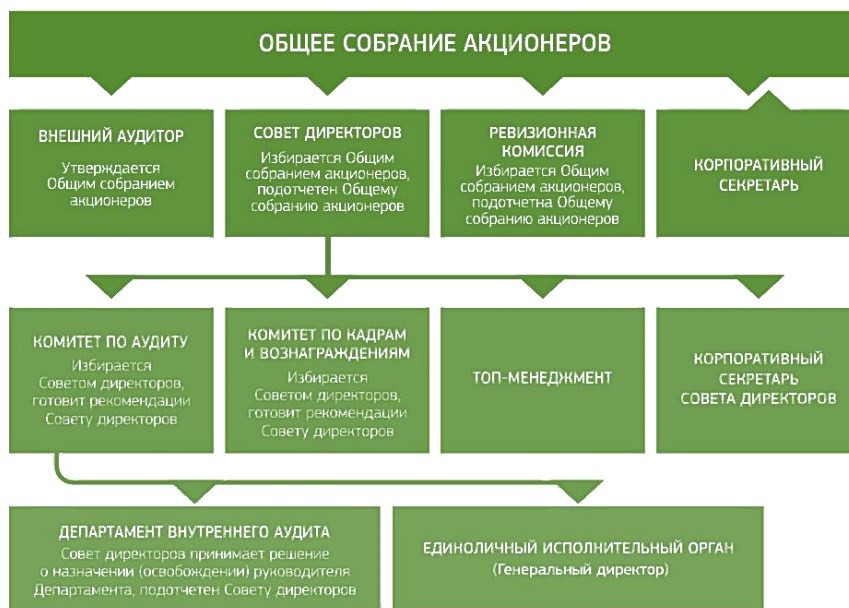 ОБЩЕЕ СОБРАНИЕ АКЦИОНЕРОВ
ВНЕШНИЙ АУДИТОР
Утверждается
Общим собранием
акционеров
СОВЕТ ДИРЕКТОРОВ
Избирается Общим
собранием акционеров,
подотчетен Общему
собранию акционеров
РЕВИЗИОННАЯ
КОМИССИЯ
Избирается Общим
собранием акционеров,
подотчетна Общему
собранию акционеров
КОРПОРАТИВНЫЙ
СЕКРЕТАРЬ
КОМИТЕТ ПО АУДИТУ
Избирается
Советом директоров,
готовит рекомендации
Совету директоров
КОМИТЕТ ПО КАДРАМ
И ВОЗНАГРАЖДЕНИЯМ
Избирается
Советом директоров,
готовит рекомендации
Совету директоров
ТОП-МЕНЕДЖМЕНТ
КОРПОРАТИВНЫЙ
СЕКРЕТАРЬ
СОВЕТА ДИРЕКТОРОВ
ДЕПАРТАМЕНТ ВНУТРЕННЕГО АУДИТА
Совет директоров принимает решение
о назначении (освобождении) руководителя
Департамента, подотчетен Совету директоров
ЕДИНОЛИЧНЫЙ ИСПОЛНИТЕЛЬНЫЙ ОРГАН
(Генеральный директор)